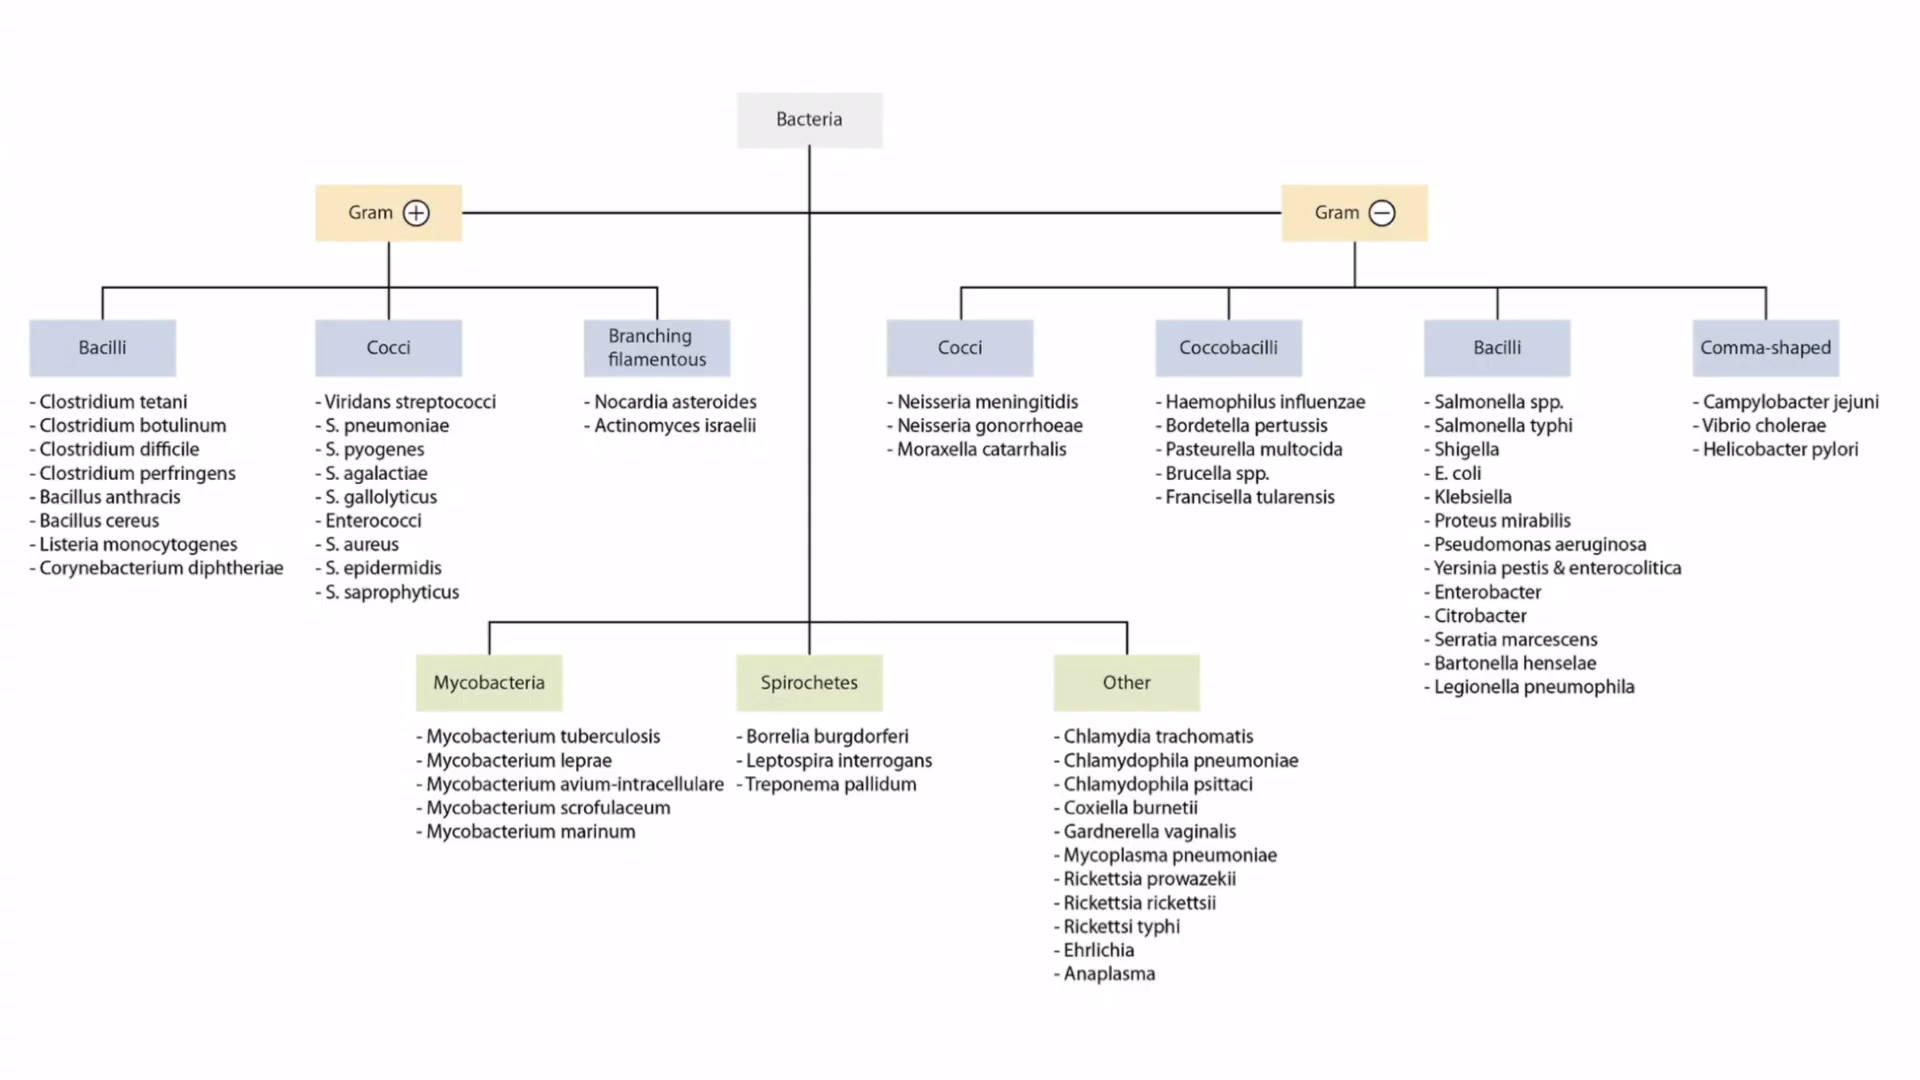 Bacteria
Gram +
Gram −
Bacilli
- Clostridium tetani
- Clostridium botulinum
- Clostridium difficile
- Clostridium perfringens
- Bacillus anthracis
- Bacillus cereus
- Listeria monocytogenes
- Corynebacterium diphtheriae
Cocci
- Viridans streptococci
- S. pneumoniae
- S. pyogenes
- S. agalactiae
- S. gallolyticus
- Enterococci
- S. aureus
- S. epidermidis
- S. saprophyticus
Branching
filamentous
- Nocardia asteroides
- Actinomyces israelii
Cocci
- Neisseria meningitidis
- Neisseria gonorrhoeae
- Moraxella catarrhalis
Coccobacilli
- Haemophilus influenzae
- Bordetella pertussis
- Pasteurella multocida
- Brucella spp.
- Francisella tularensis
Bacilli
- Salmonella spp.
- Salmonella typhi
- Shigella
- E. coli
- Klebsiella
- Proteus mirabilis
- Pseudomonas aeruginosa
- Yersinia pestis & enterocolitica
- Enterobacter
- Citrobacter
- Serratia marcescens
- Bartonella henselae
- Legionella pneumophila
Comma-shaped
- Campylobacter jejuni
- Vibrio cholerae
- Helicobacter pylori
Mycobacteria
- Mycobacterium tuberculosis
- Mycobacterium leprae
- Mycobacterium avium-intracellulare
- Mycobacterium scrofulaceum
- Mycobacterium marinum
Spirochetes
- Borrelia burgdorferi
- Leptospira interrogans
- Treponema pallidum
Other
- Chlamydia trachomatis
- Chlamydophila pneumoniae
- Chlamydophila psittaci
- Coxiella burnetii
- Gardnerella vaginalis
- Mycoplasma pneumoniae
- Rickettsia prowazekii
- Rickettsia rickettsii
- Rickettsi typhi
- Ehrlichia
- Anaplasma